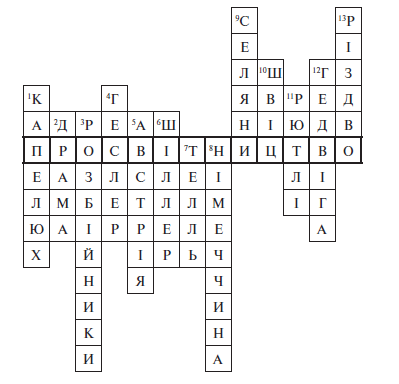 ⁹С ¹³Р
Е І
Л ¹⁰Ш ¹²Г З
¹К ⁴Г Я В ¹¹Р Е Д
А ²Д ³Р Е ⁵А ⁶Ш Н І Ю Д В
П Р О С В І ⁷Т ⁸Н И Ц Т В О
Е А З Л С Л Е І Л І
Л М Б Е Т Л Л М І Г
Ю А І Р Р Е Л Е А
Х Й І Р Ь Ч
Н Я Ч
И И
К Н
И А